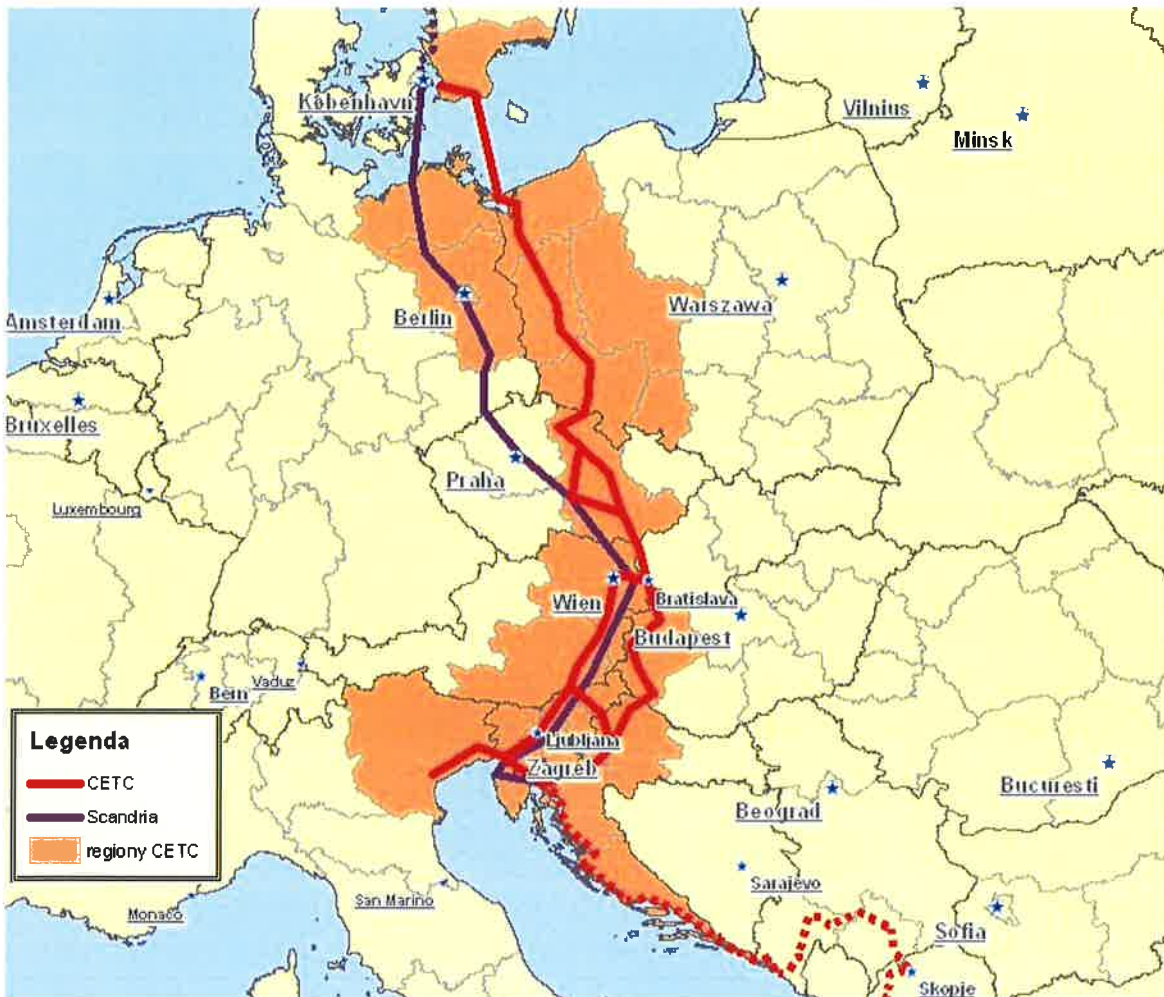 København
Vilnius
Minsk
Amsterdam
Berlin
Warszawa
Bruxelles
Praha
Luxembourg
Wien
Bratislava
Budapest
Bern
Vaduz
Ljubljana
Zagreb
Legenda
CETC
Scandria
regiony CETC
Beograd
Bucuresti
San Marino
Sarajevo
Monaco
Sofia
Skopje